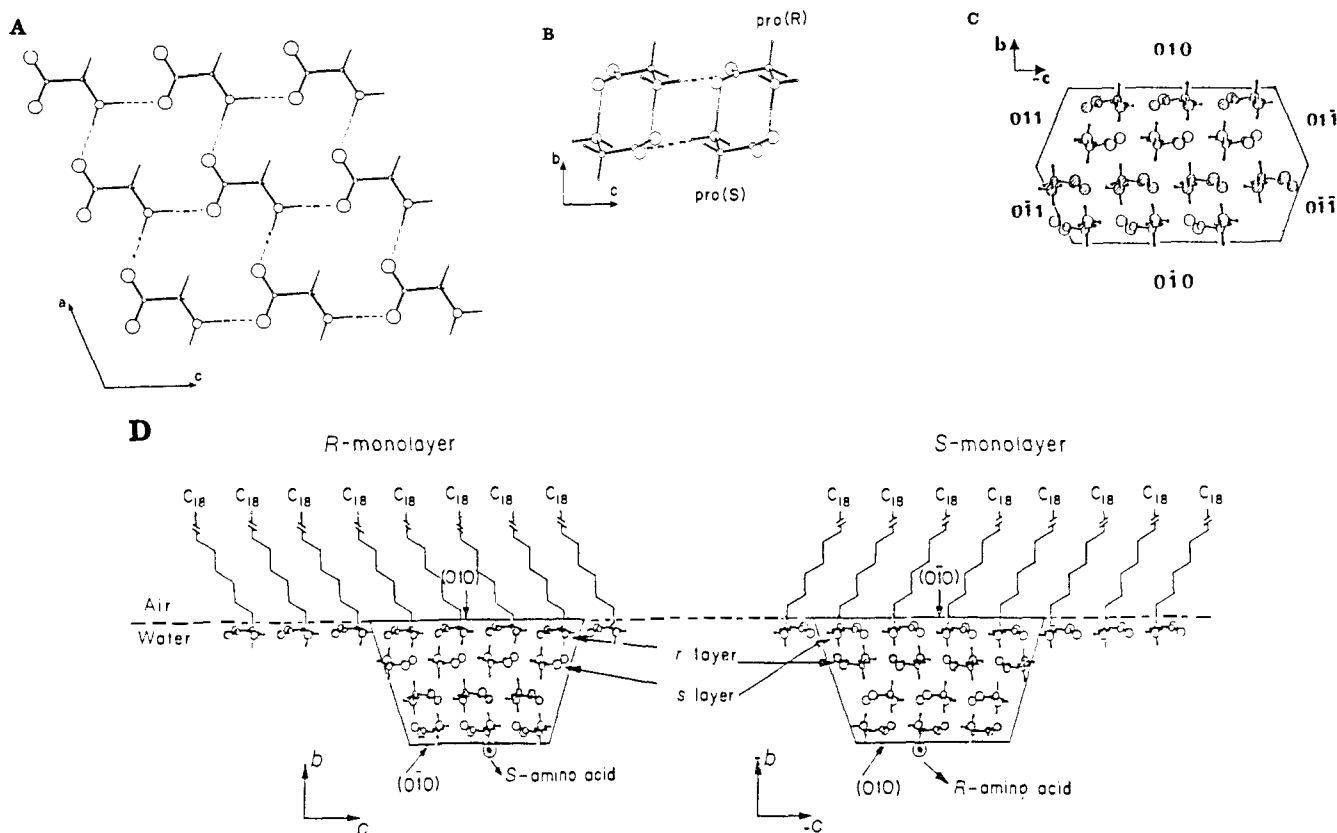 A
a
c
B
pro(R)
b
c
pro(S)
C
b
-c
010
011
01̄1
01̄0
011̄
01̄1̄
D
R-monolayer
S-monolayer
C18 C18 C18 C18 C18 C18 C18 C18
C18 C18 C18 C18 C18 C18 C18 C18
(010)
(01̄0)
Air
Water
r layer
s layer
(01̄0)
S-amino acid
(010)
R-amino acid
b
c
b̄
-c